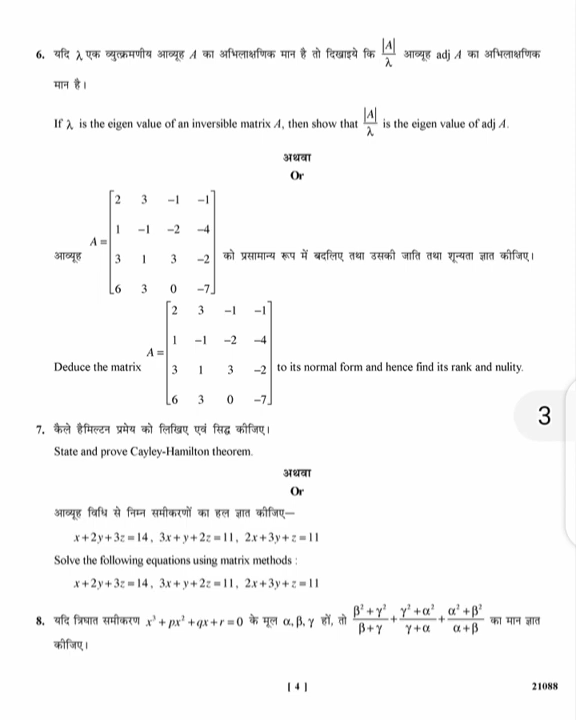 6. यदि λ एक व्युत्क्रमणीय आव्यूह A का अभिलाक्षणिक मान है तो दिखाइये कि |A|/λ आव्यूह adj A का अभिलाक्षणिक
मान है।
If λ is the eigen value of an inversible matrix A, then show that |A|/λ is the eigen value of adj A.
अथवा
Or
आव्यूह A = [2 3 −1 −1
1 −1 −2 −4
3 1 3 −2
6 3 0 −7] को प्रसामान्य रूप में बदलिए तथा उसकी जाति तथा शून्यता ज्ञात कीजिए।
Deduce the matrix A = [2 3 −1 −1
1 −1 −2 −4
3 1 3 −2
6 3 0 −7] to its normal form and hence find its rank and nulity.
3
7. कैले हैमिल्टन प्रमेय को लिखिए एवं सिद्ध कीजिए।
State and prove Cayley-Hamilton theorem.
अथवा
Or
आव्यूह विधि से निम्न समीकरणों का हल ज्ञात कीजिए—
x+2y+3z=14, 3x+y+2z=11, 2x+3y+z=11
Solve the following equations using matrix methods :
x+2y+3z=14, 3x+y+2z=11, 2x+3y+z=11
8. यदि त्रिघात समीकरण x³+px²+qx+r=0 के मूल α, β, γ हों, तो (β²+γ²)/(β+γ) + (γ²+α²)/(γ+α) + (α²+β²)/(α+β) का मान ज्ञात
कीजिए।
[ 4 ] 21088